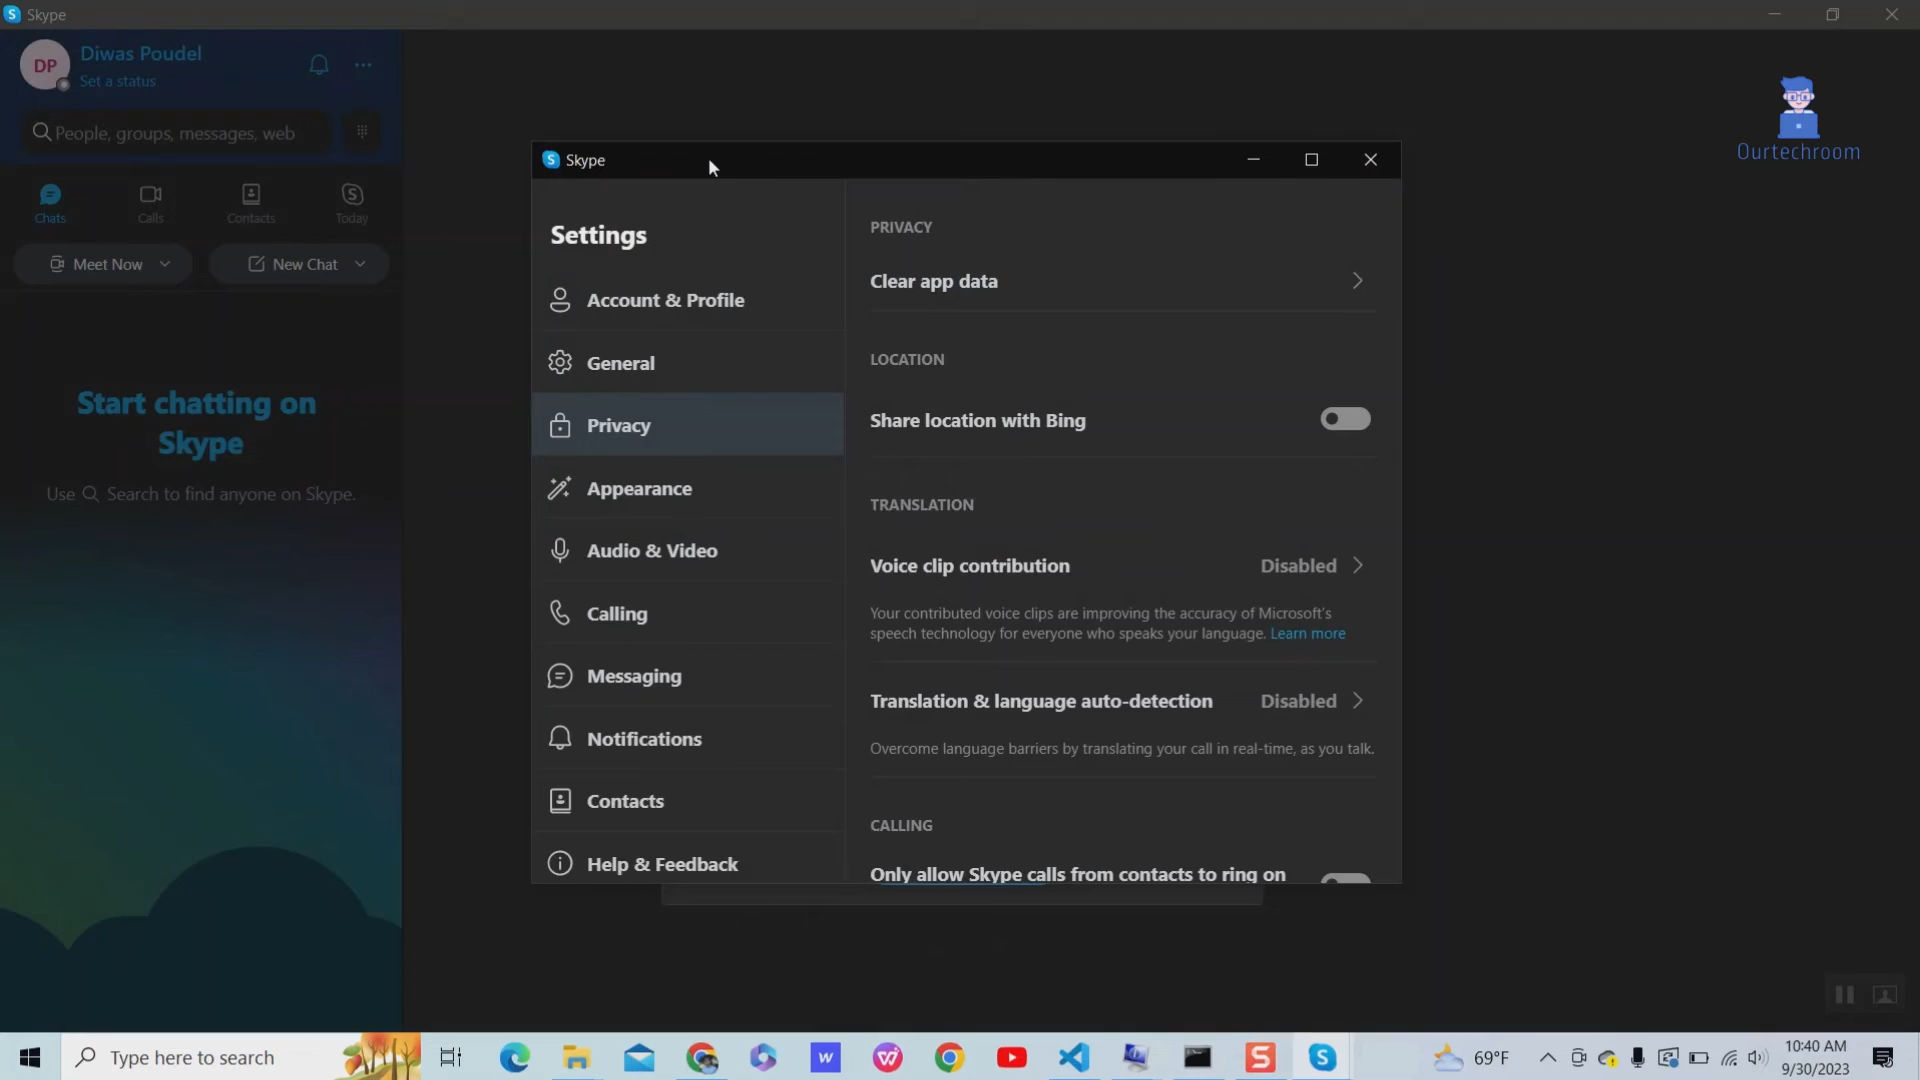 Skype
DP
Diwas Poudel
Set a status
People, groups, messages, web
Chats
Calls
Contacts
Today
Meet Now
New Chat
Start chatting on
Skype
Use Search to find anyone on Skype.
Ourtechroom
Skype
Settings
Account & Profile
General
Privacy
Appearance
Audio & Video
Calling
Messaging
Notifications
Contacts
Help & Feedback
PRIVACY
Clear app data
LOCATION
Share location with Bing
TRANSLATION
Voice clip contribution Disabled
Your contributed voice clips are improving the accuracy of Microsoft's
speech technology for everyone who speaks your language. Learn more
Translation & language auto-detection Disabled
Overcome language barriers by translating your call in real-time, as you talk.
CALLING
Only allow Skype calls from contacts to ring on
Type here to search
69°F
10:40 AM
9/30/2023